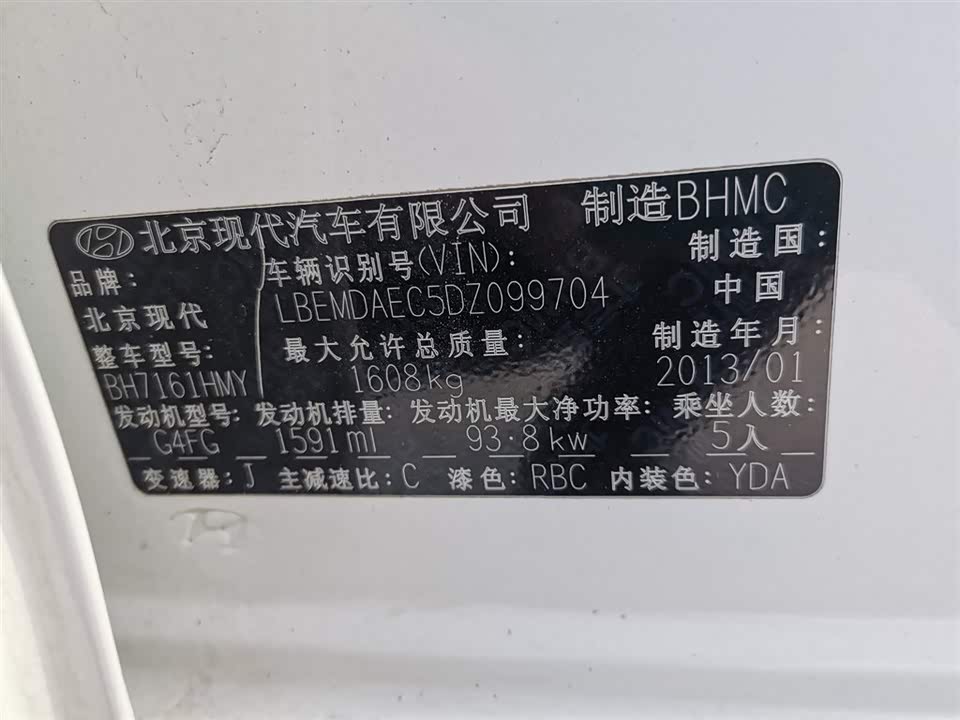 北京现代汽车有限公司 制造BHMC
品牌: 车辆识别号(VIN): 制造国:
北京现代 LBEMDAEC5DZ099704 中国
整车型号: 最大允许总质量: 制造年月:
BH7161HMY 1608kg 2013/01
发动机型号: 发动机排量: 发动机最大净功率: 乘坐人数:
G4FG 1591ml 93.8kw 5人
变速器: J 主减速比: C 漆色: RBC 内装色: YDA